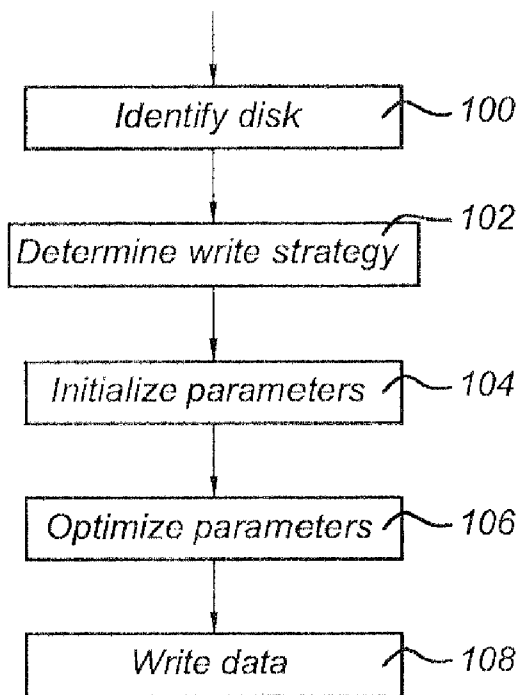 Identify disk 100
Determine write strategy 102
Initialize parameters 104
Optimize parameters 106
Write data 108